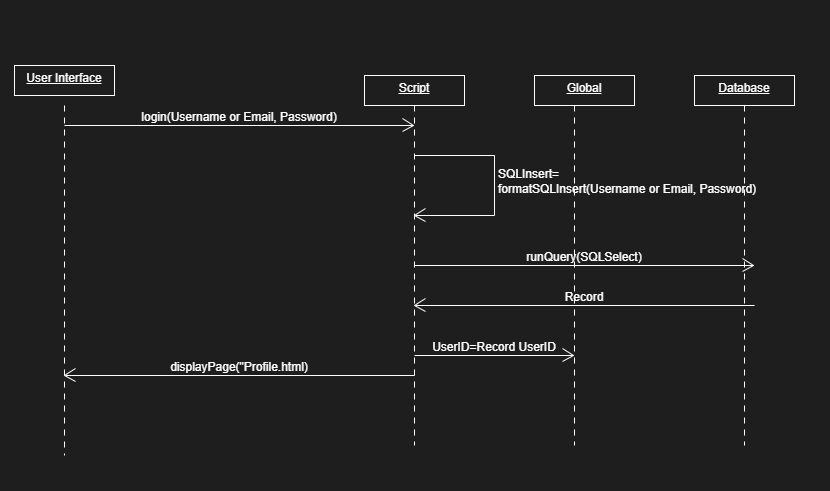 User Interface
Script
Global
Database
login(Username or Email, Password)
SQLInsert=
formatSQLInsert(Username or Email, Password)
runQuery(SQLSelect)
Record
UserID=Record UserID
displayPage("Profile.html)